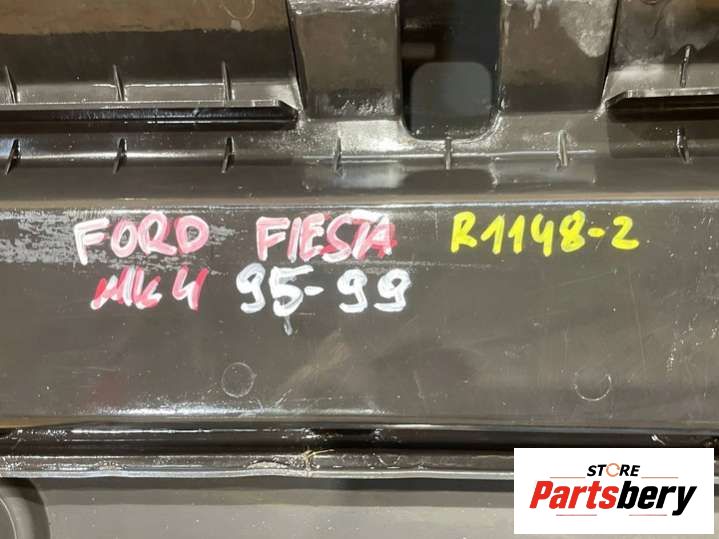 FORD FIESTA R1148-2
MK4 95-99
STORE
Partsbery